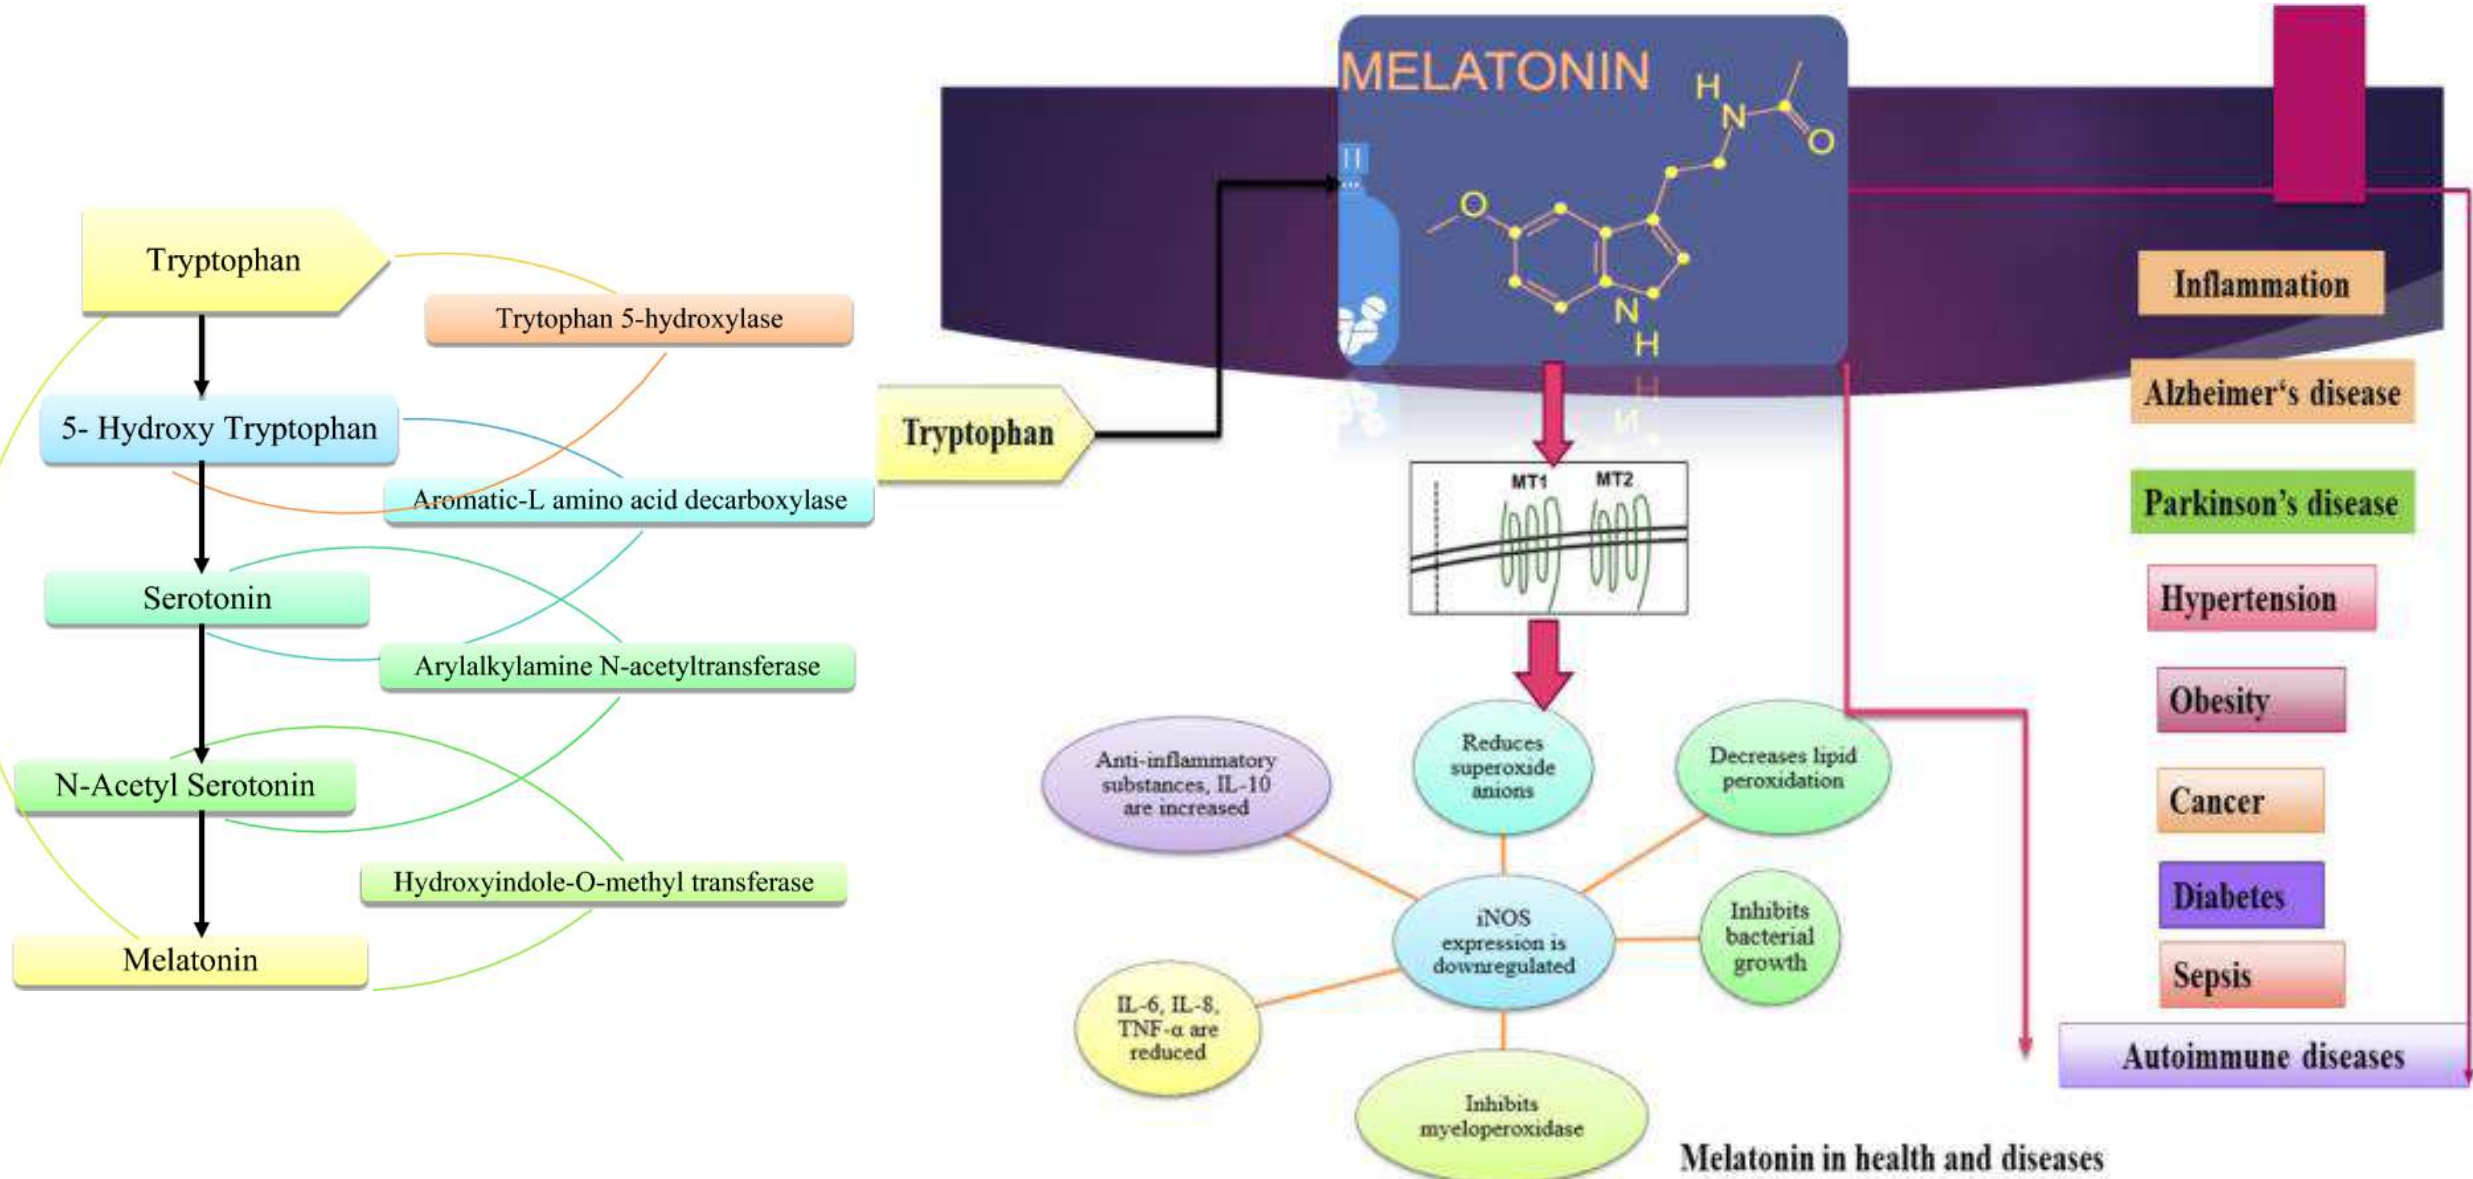 Tryptophan
Trytophan 5-hydroxylase
5- Hydroxy Tryptophan
Aromatic-L amino acid decarboxylase
Serotonin
Arylalkylamine N-acetyltransferase
N-Acetyl Serotonin
Hydroxyindole-O-methyl transferase
Melatonin
MELATONIN
H
N
O
O
N
H
Tryptophan
MT1
MT2
Anti-inflammatory
substances, IL-10
are increased
Reduces
superoxide
anions
Decreases lipid
peroxidation
iNOS
expression is
downregulated
Inhibits
bacterial
growth
IL-6, IL-8,
TNF-α are
reduced
Inhibits
myeloperoxidase
Inflammation
Alzheimer‘s disease
Parkinson’s disease
Hypertension
Obesity
Cancer
Diabetes
Sepsis
Autoimmune diseases
Melatonin in health and diseases